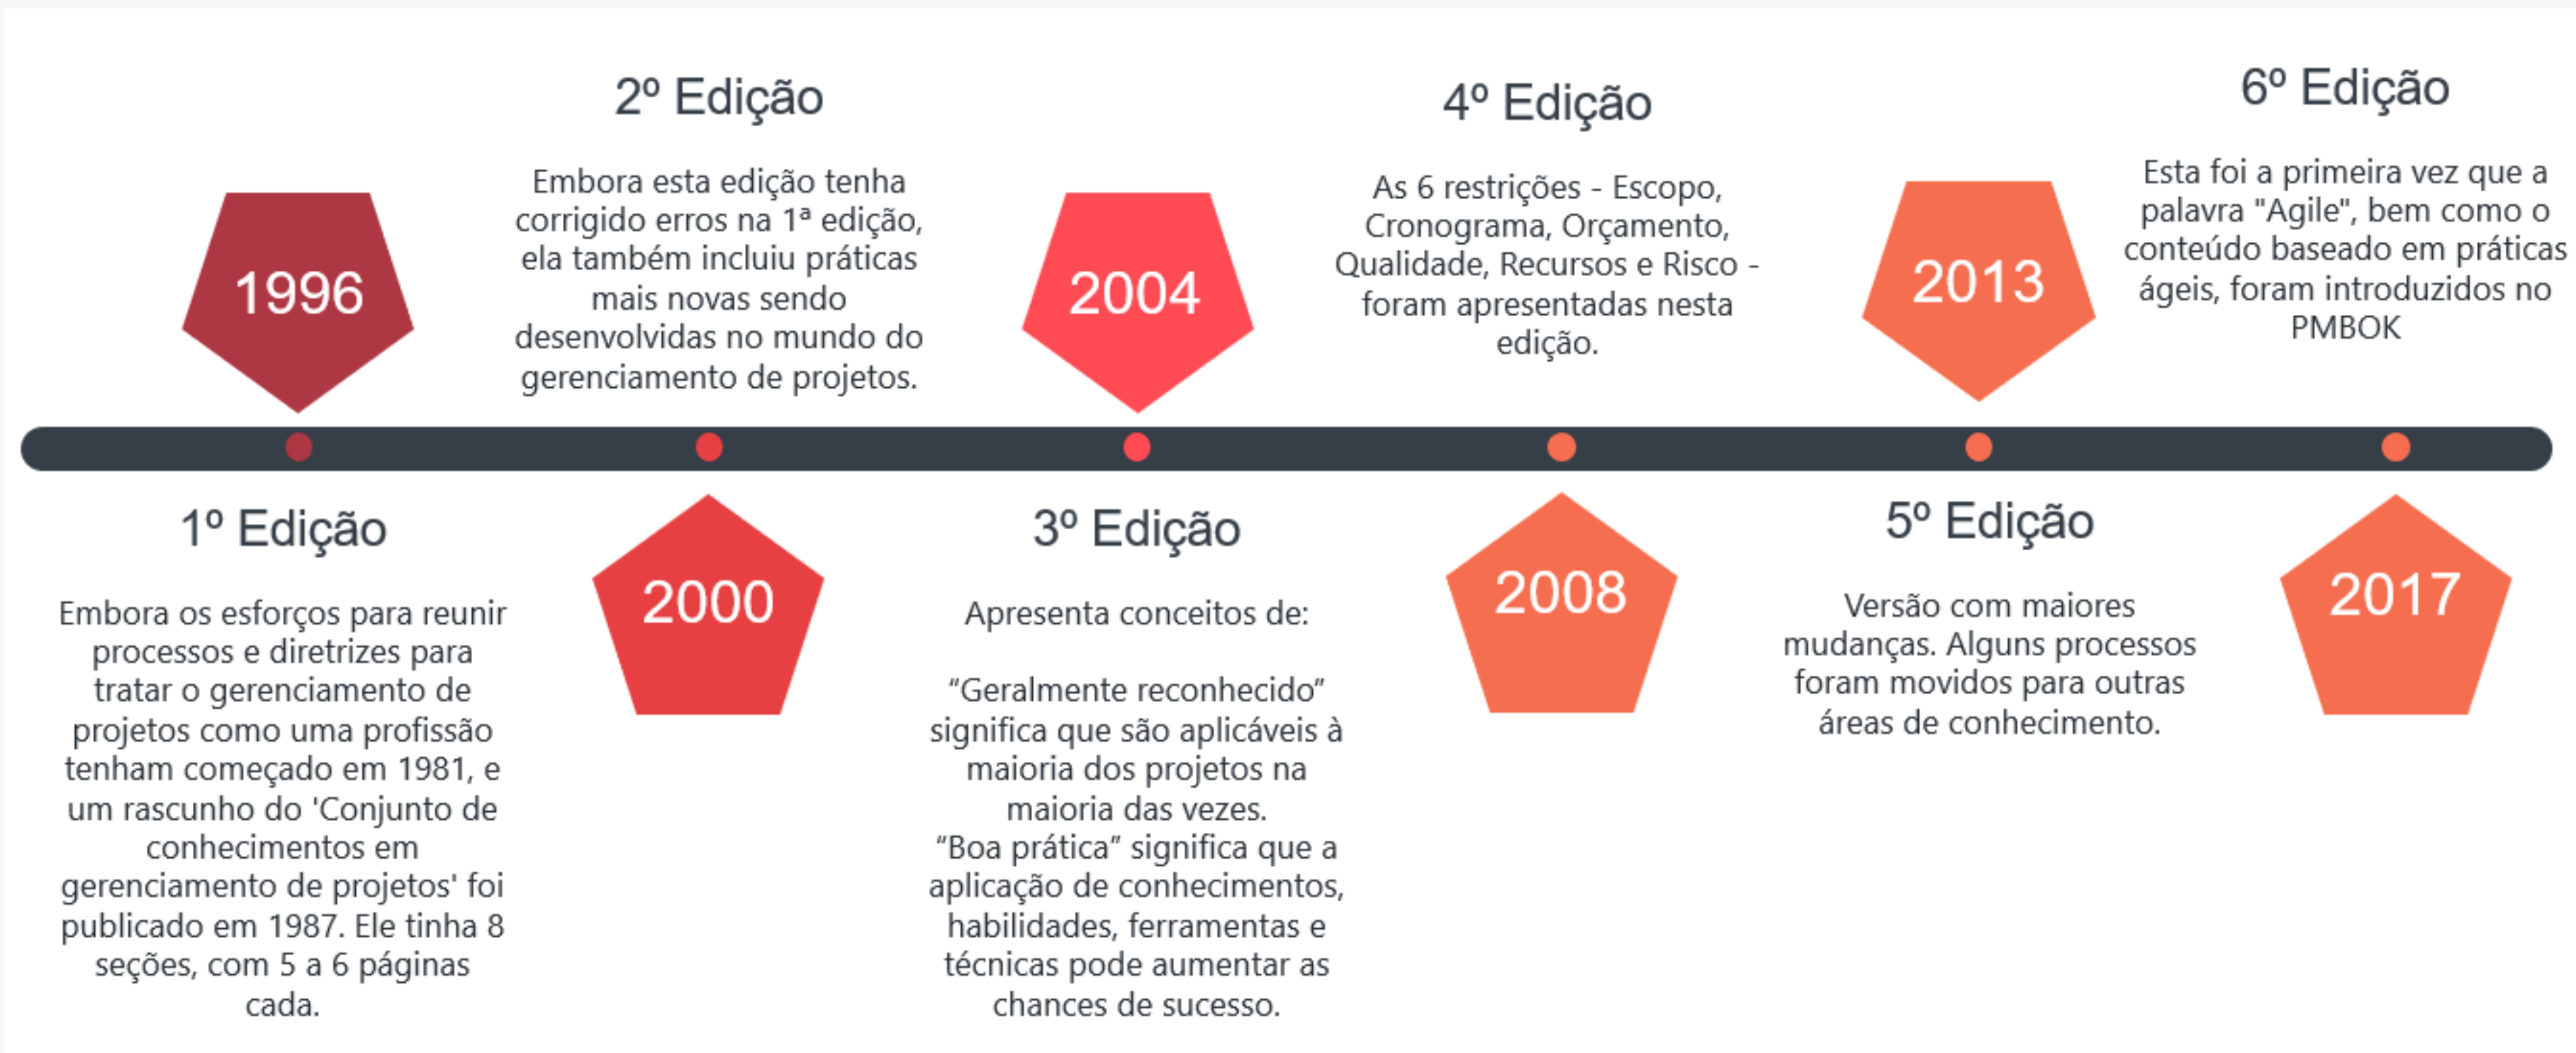 1996
1º Edição
Embora os esforços para reunir
processos e diretrizes para
tratar o gerenciamento de
projetos como uma profissão
tenham começado em 1981, e
um rascunho do 'Conjunto de
conhecimentos em
gerenciamento de projetos' foi
publicado em 1987. Ele tinha 8
seções, com 5 a 6 páginas
cada.
2º Edição
Embora esta edição tenha
corrigido erros na 1ª edição,
ela também incluiu práticas
mais novas sendo
desenvolvidas no mundo do
gerenciamento de projetos.
2000
2004
3º Edição
Apresenta conceitos de:
“Geralmente reconhecido”
significa que são aplicáveis à
maioria dos projetos na
maioria das vezes.
“Boa prática” significa que a
aplicação de conhecimentos,
habilidades, ferramentas e
técnicas pode aumentar as
chances de sucesso.
4º Edição
As 6 restrições - Escopo,
Cronograma, Orçamento,
Qualidade, Recursos e Risco -
foram apresentadas nesta
edição.
2008
2013
5º Edição
Versão com maiores
mudanças. Alguns processos
foram movidos para outras
áreas de conhecimento.
6º Edição
Esta foi a primeira vez que a
palavra "Agile", bem como o
conteúdo baseado em práticas
ágeis, foram introduzidos no
PMBOK
2017